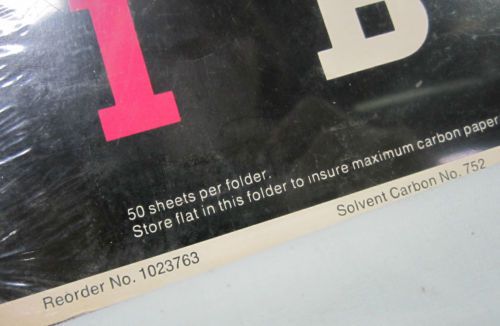 I B
50 sheets per folder.
Store flat in this folder to insure maximum carbon paper
Solvent Carbon No. 752
Reorder No. 1023763